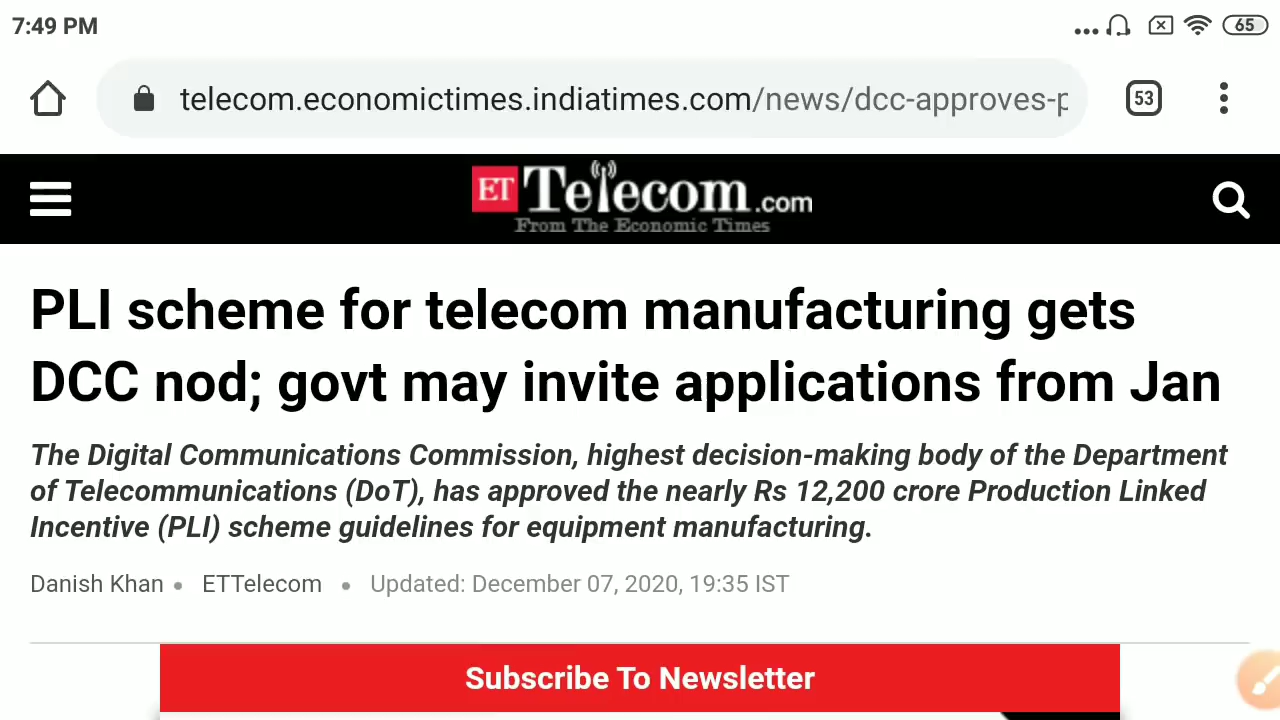 7:49 PM
65
telecom.economictimes.indiatimes.com/news/dcc-approves-p
53
ET Telecom.com
From The Economic Times
PLI scheme for telecom manufacturing gets
DCC nod; govt may invite applications from Jan
The Digital Communications Commission, highest decision-making body of the Department
of Telecommunications (DoT), has approved the nearly Rs 12,200 crore Production Linked
Incentive (PLI) scheme guidelines for equipment manufacturing.
Danish Khan • ETTelecom • Updated: December 07, 2020, 19:35 IST
Subscribe To Newsletter